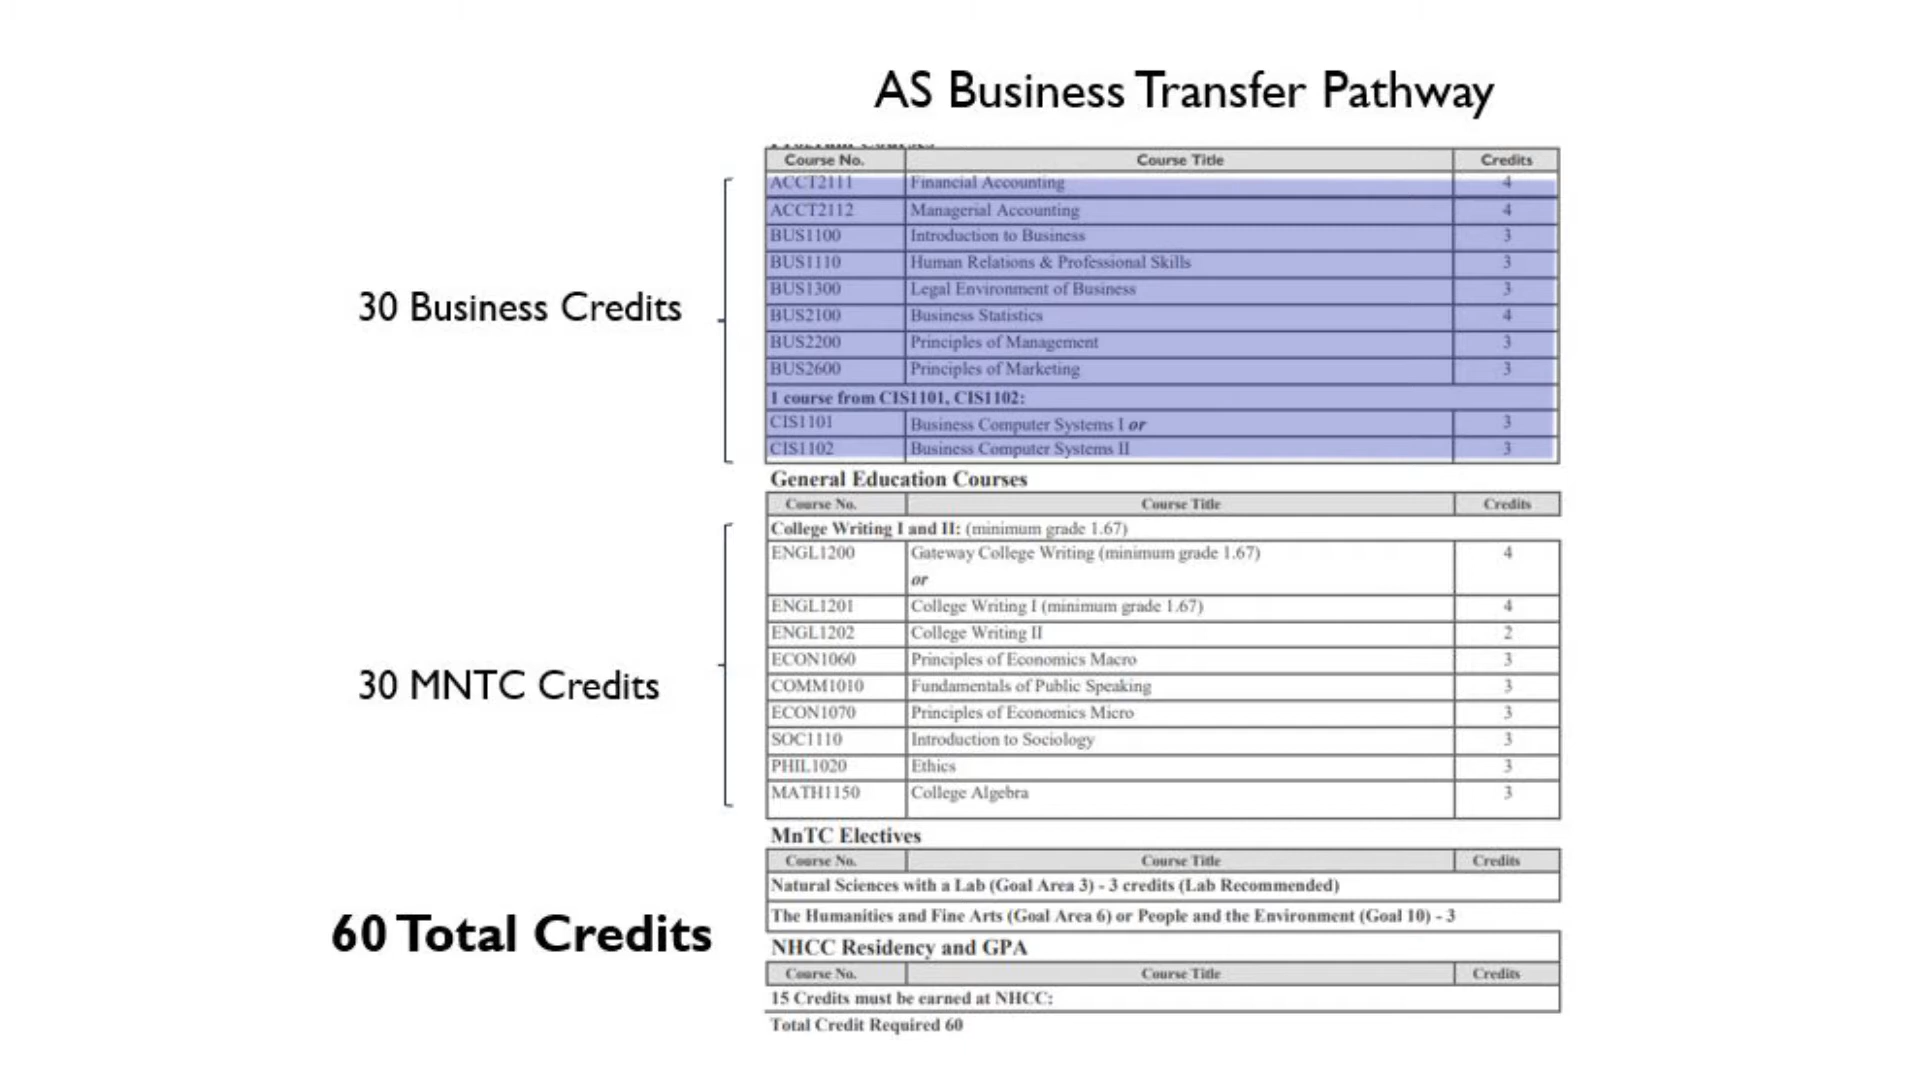 AS Business Transfer Pathway
Program Courses
Course No. Course Title Credits
ACCT2111 Financial Accounting 4
ACCT2112 Managerial Accounting 4
BUS1100 Introduction to Business 3
BUS1110 Human Relations & Professional Skills 3
BUS1300 Legal Environment of Business 3
BUS2100 Business Statistics 4
BUS2200 Principles of Management 3
BUS2600 Principles of Marketing 3
1 course from CIS1101, CIS1102:
CIS1101 Business Computer Systems I or 3
CIS1102 Business Computer Systems II 3
30 Business Credits
General Education Courses
Course No. Course Title Credits
College Writing I and II: (minimum grade 1.67)
ENGL1200 Gateway College Writing (minimum grade 1.67) 4
or
ENGL1201 College Writing I (minimum grade 1.67) 4
ENGL1202 College Writing II 2
ECON1060 Principles of Economics Macro 3
COMM1010 Fundamentals of Public Speaking 3
ECON1070 Principles of Economics Micro 3
SOC1110 Introduction to Sociology 3
PHIL1020 Ethics 3
MATH1150 College Algebra 3
30 MNTC Credits
MnTC Electives
Course No. Course Title Credits
Natural Sciences with a Lab (Goal Area 3) - 3 credits (Lab Recommended)
The Humanities and Fine Arts (Goal Area 6) or People and the Environment (Goal 10) - 3
NHCC Residency and GPA
Course No. Course Title Credits
15 Credits must be earned at NHCC:
Total Credit Required 60
60 Total Credits